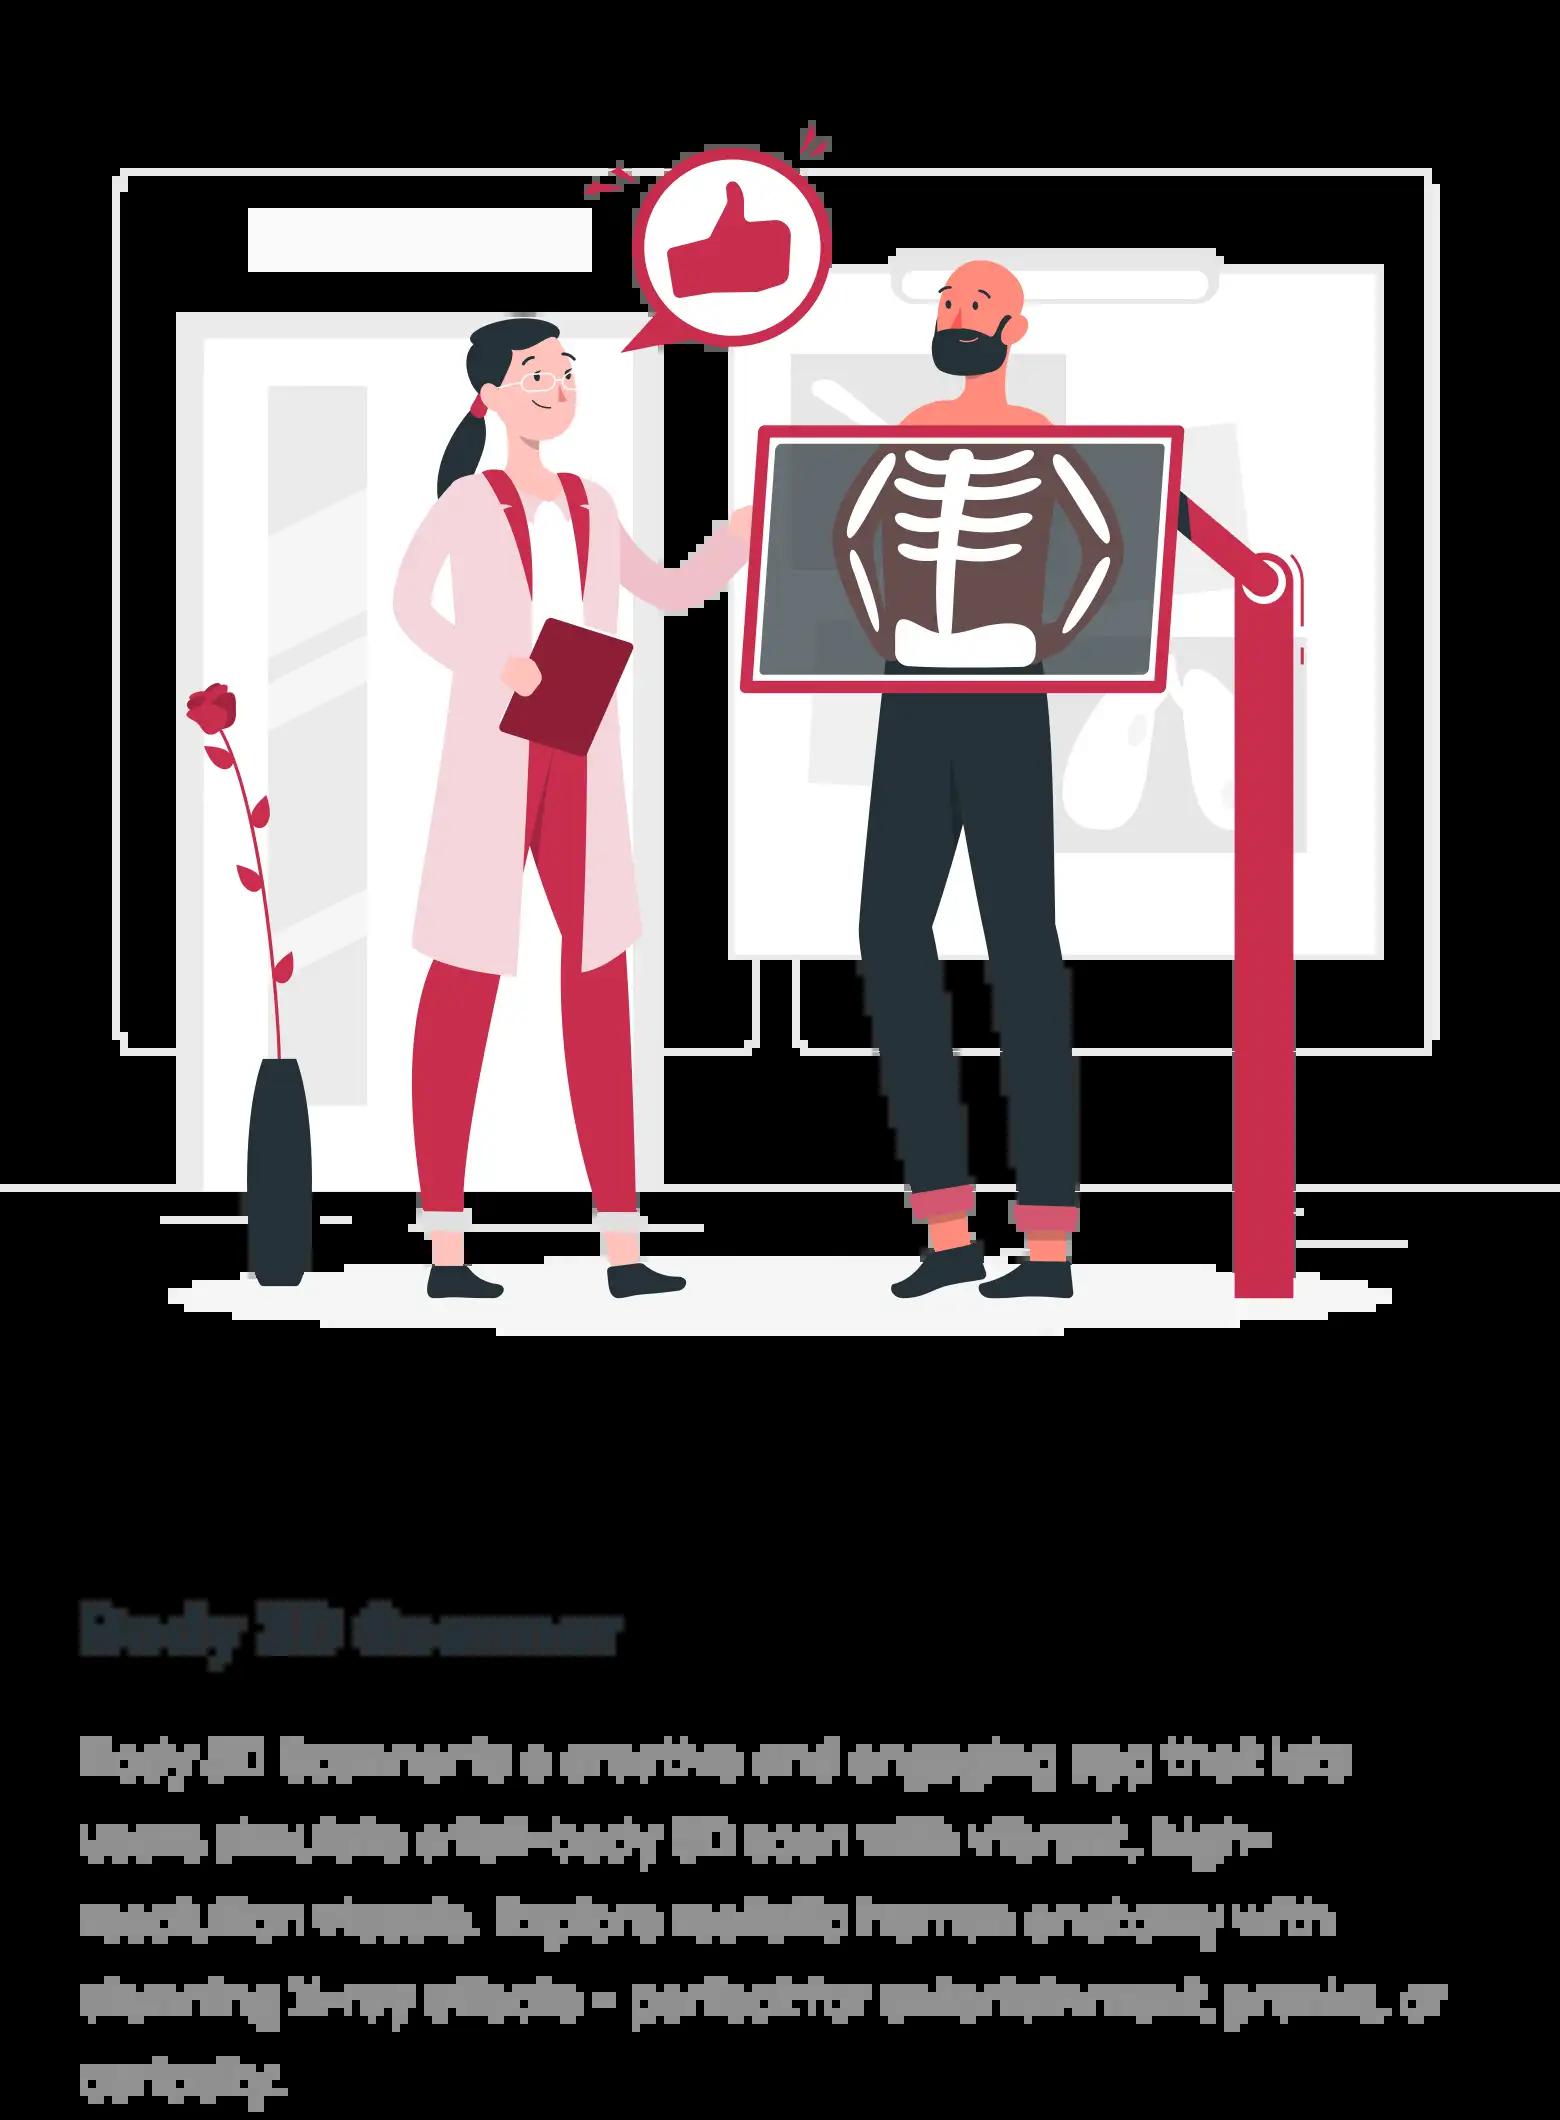 Body 3D Scanner
Body 3D Scanner is a creative and engaging app that lets
users simulate a full-body 3D scan with vibrant, high-
resolution visuals. Explore realistic human anatomy with
stunning X-ray effects – perfect for entertainment, pranks, or
curiosity.